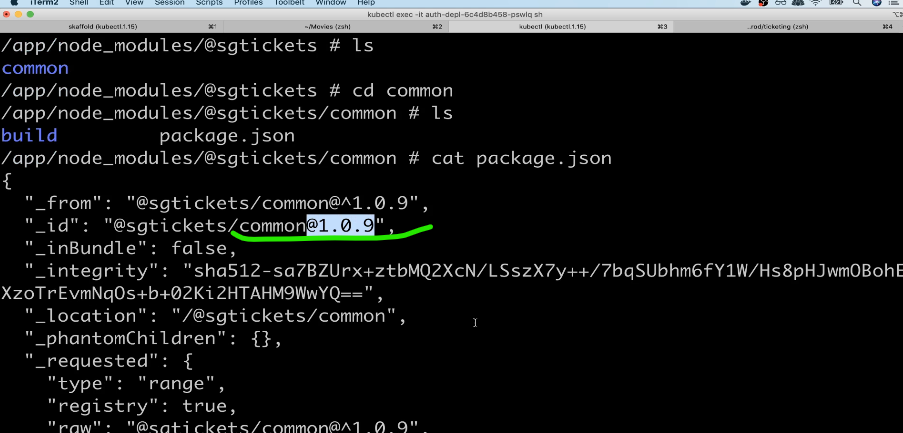 iTerm2 Shell Edit View Session Scripts Profiles Toolbelt Window Help
kubectl exec -it auth-depl-6c4d8b458-pswlq sh
skaffold (kubectl.1.15) ⌘1 ~/Movies (zsh) ⌘2 kubectl (kubectl.1.15) ⌘3 ..rad/ticketing (zsh) ⌘4
/app/node_modules/@sgtickets # ls
common
/app/node_modules/@sgtickets # cd common
/app/node_modules/@sgtickets/common # ls
build package.json
/app/node_modules/@sgtickets/common # cat package.json
{
"_from": "@sgtickets/common@^1.0.9",
"_id": "@sgtickets/common@1.0.9",
"_inBundle": false,
"_integrity": "sha512-sa7BZUrx+ztbMQ2XcN/LSszX7y++/7bqSUbhm6fY1W/Hs8pHJwmOBohE
XzoTrEvmNqOs+b+02Ki2HTAHM9WwYQ==",
"_location": "/@sgtickets/common",
"_phantomChildren": {},
"_requested": {
"type": "range",
"registry": true,
"raw": "@sgtickets/common@^1.0.9",